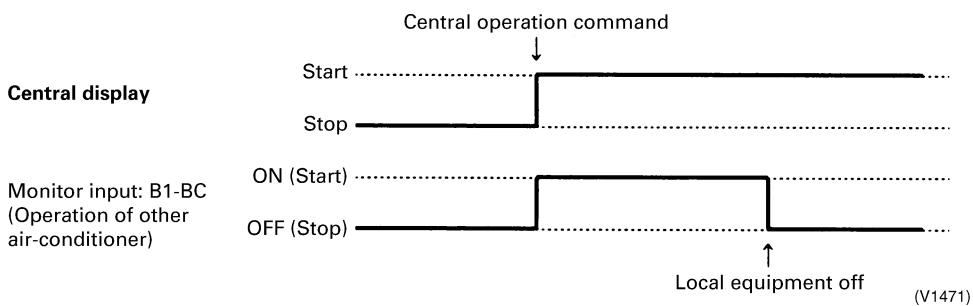 Central operation command
Start
Central display
Stop
ON (Start)
Monitor input: B1-BC
(Operation of other
air-conditioner)
OFF (Stop)
Local equipment off
(V1471)